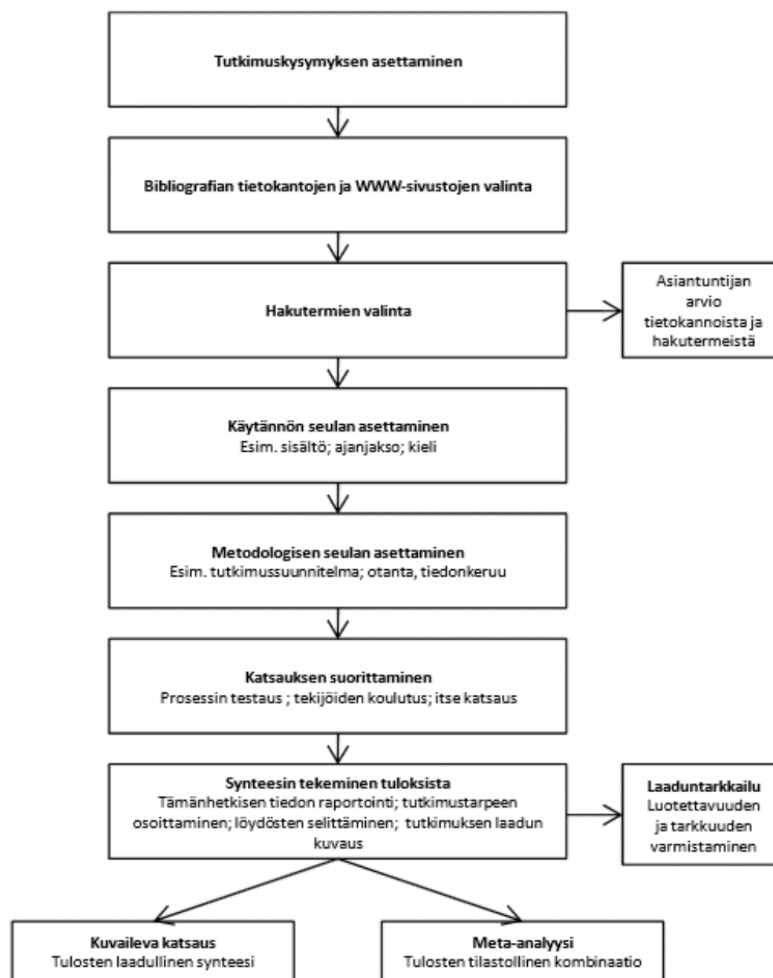 Tutkimuskysymyksen asettaminen
Bibliografian tietokantojen ja WWW-sivustojen valinta
Hakutermien valinta
Asiantuntijan
arvio
tietokannoista ja
hakutermeistä
Käytännön seulan asettaminen
Esim. sisältö; ajanjakso; kieli
Metodologisen seulan asettaminen
Esim. tutkimussuunnitelma; otanta, tiedonkeruu
Katsauksen suorittaminen
Prosessin testaus ; tekijöiden koulutus; itse katsaus
Synteesin tekeminen tuloksista
Tämänhetkisen tiedon raportointi; tutkimustarpeen
osoittaminen; löydösten selittäminen; tutkimuksen laadun
kuvaus
Laaduntarkkailu
Luotettavuuden
ja tarkkuuden
varmistaminen
Kuvaileva katsaus
Tulosten laadullinen synteesi
Meta-analyysi
Tulosten tilastollinen kombinaatio